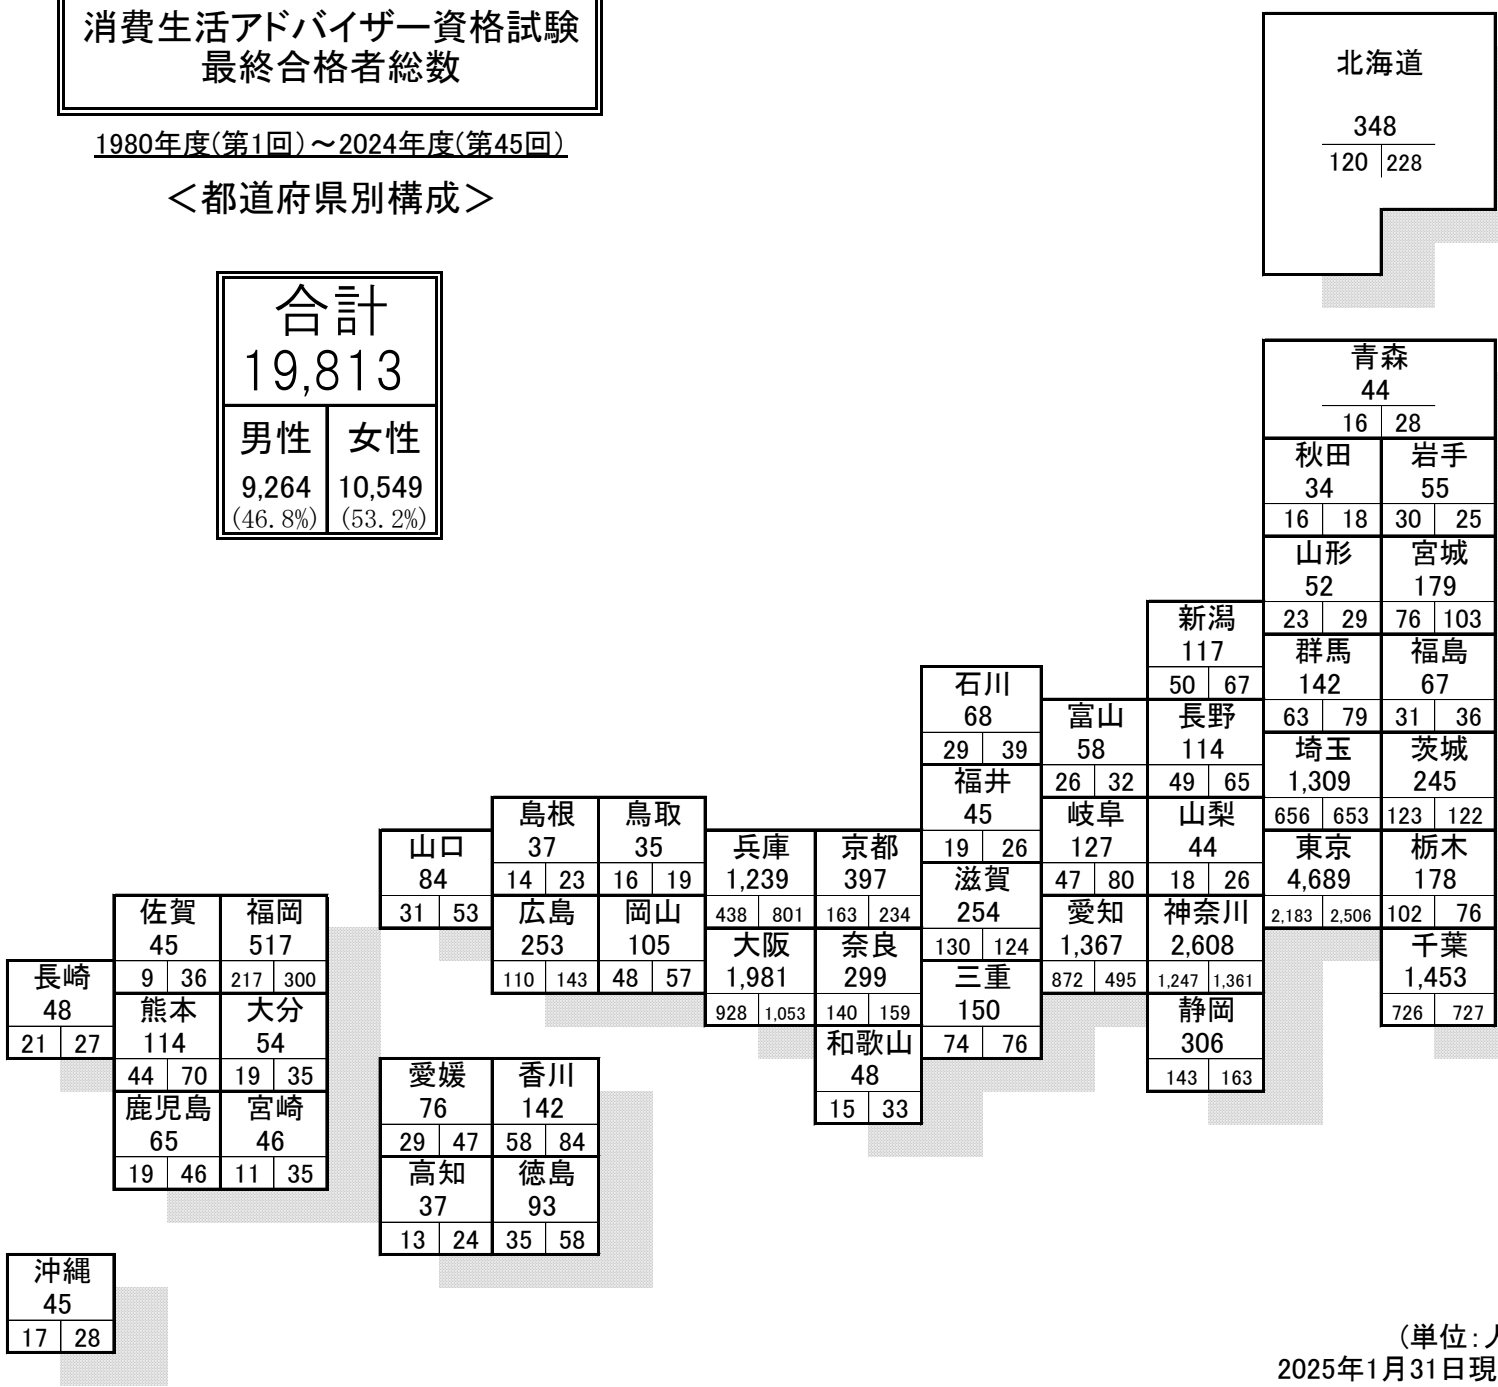 消費生活アドバイザー資格試験
最終合格者総数
1980年度(第1回)～2024年度(第45回)
＜都道府県別構成＞
合計
19,813
男性 女性
9,264 10,549
(46.8%) (53.2%)
北海道
348
120 228
青森
44
16 28
秋田
34
16 18
岩手
55
30 25
山形
52
23 29
宮城
179
76 103
新潟
117
50 67
群馬
142
63 79
福島
67
31 36
石川
68
29 39
富山
58
26 32
長野
114
49 65
埼玉
1,309
656 653
茨城
245
123 122
福井
45
19 26
岐阜
127
47 80
山梨
44
18 26
東京
4,689
2,183 2,506
栃木
178
102 76
山口
84
31 53
島根
37
14 23
鳥取
35
16 19
兵庫
1,239
438 801
京都
397
163 234
滋賀
254
130 124
愛知
1,367
872 495
神奈川
2,608
1,247 1,361
千葉
1,453
726 727
佐賀
45
9 36
福岡
517
217 300
広島
253
110 143
岡山
105
48 57
大阪
1,981
928 1,053
奈良
299
140 159
三重
150
74 76
静岡
306
143 163
長崎
48
21 27
熊本
114
44 70
大分
54
19 35
和歌山
48
15 33
愛媛
76
29 47
香川
142
58 84
鹿児島
65
19 46
宮崎
46
11 35
高知
37
13 24
徳島
93
35 58
沖縄
45
17 28
(単位：人
2025年1月31日現